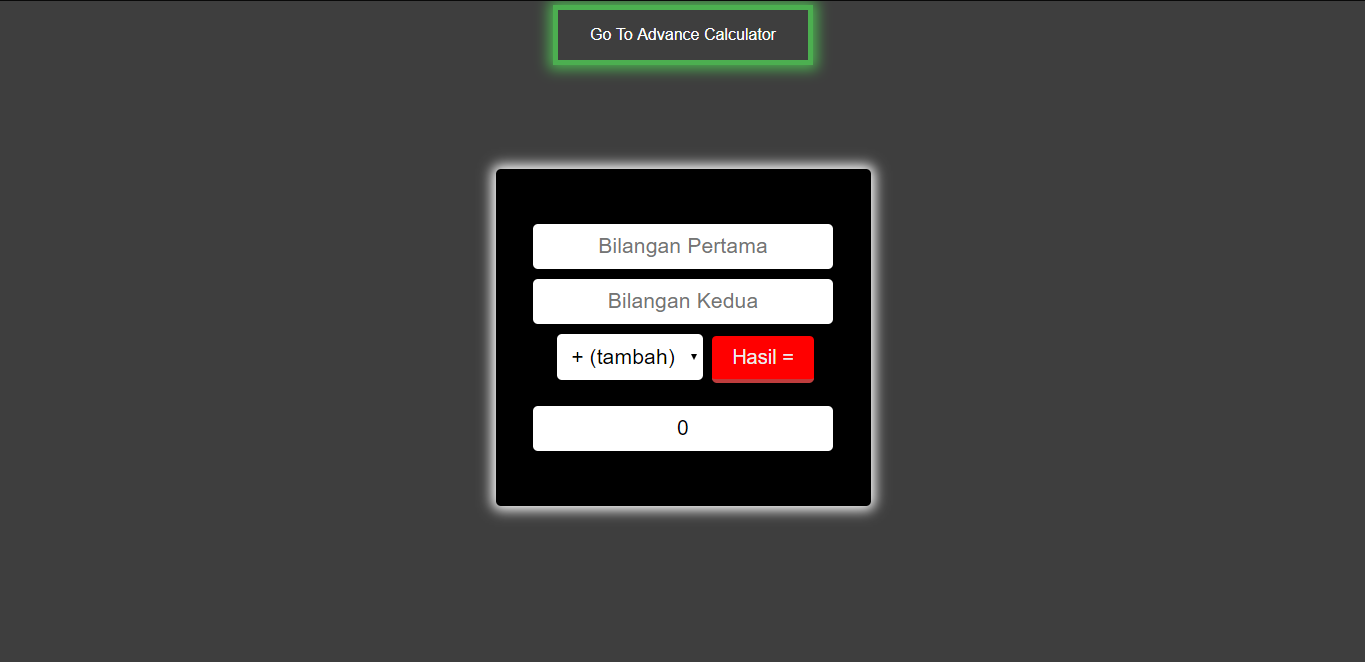 Go To Advance Calculator
Bilangan Pertama
Bilangan Kedua
+ (tambah) Hasil =
0